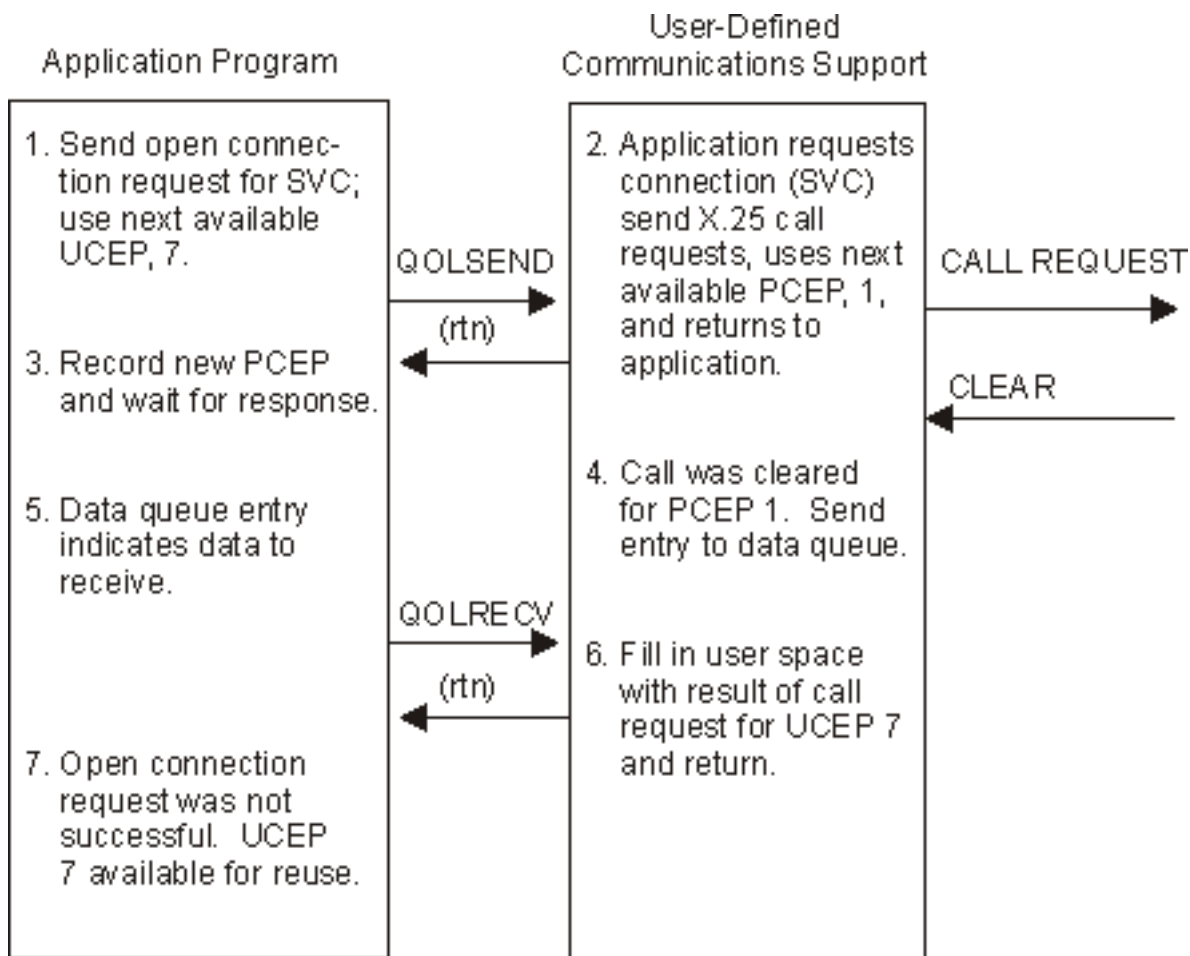 Application Program
User-Defined
Communications Support
1. Send open connec-
tion request for SVC;
use next available
UCEP, 7.
QOLSEND
(rtn)
2. Application requests
connection (SVC)
send X.25 call
requests, uses next
available PCEP, 1,
and returns to
application.
CALL REQUEST
CLEAR
3. Record new PCEP
and wait for response.
4. Call was cleared
for PCEP 1. Send
entry to data queue.
5. Data queue entry
indicates data to
receive.
QOLRECV
(rtn)
6. Fill in user space
with result of call
request for UCEP 7
and return.
7. Open connection
request was not
successful. UCEP
7 available for reuse.